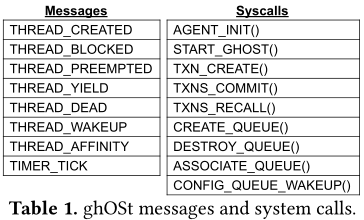 Messages Syscalls
THREAD_CREATED AGENT_INIT()
THREAD_BLOCKED START_GHOST()
THREAD_PREEMPTED TXN_CREATE()
THREAD_YIELD TXNS_COMMIT()
THREAD_DEAD TXNS_RECALL()
THREAD_WAKEUP CREATE_QUEUE()
THREAD_AFFINITY DESTROY_QUEUE()
TIMER_TICK ASSOCIATE_QUEUE()
CONFIG_QUEUE_WAKEUP()
Table 1. ghOSt messages and system calls.